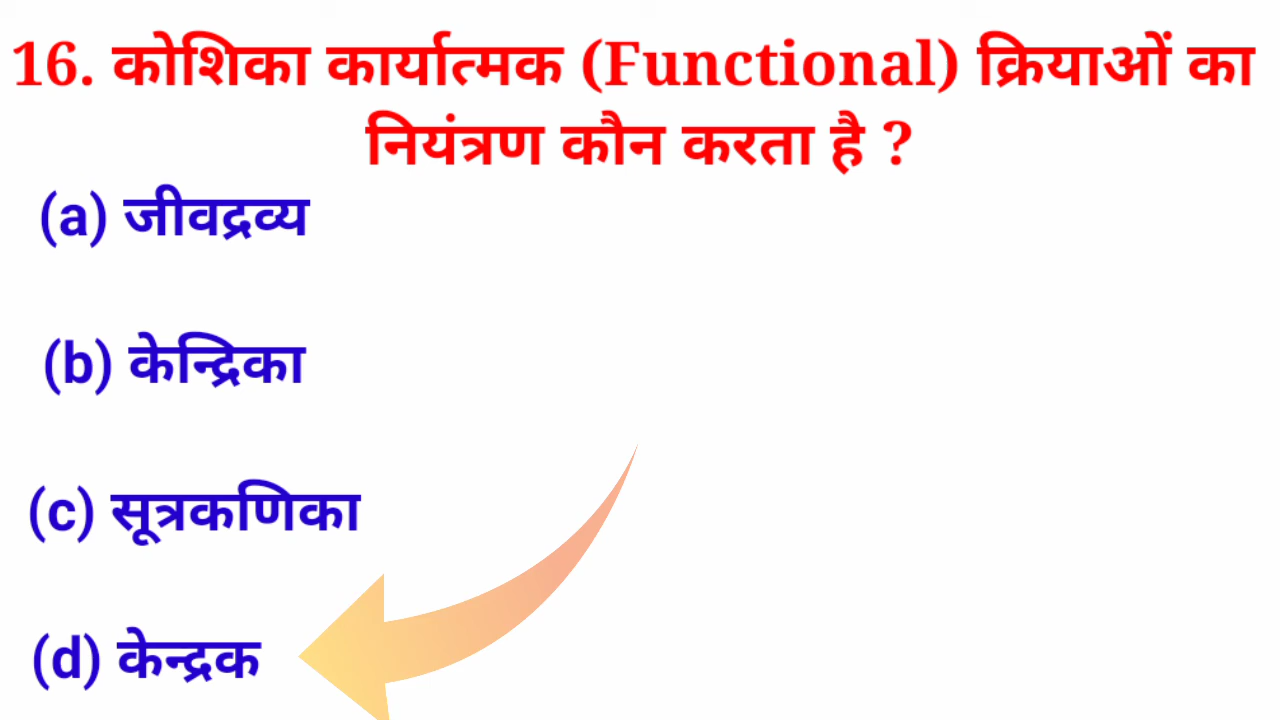 16. कोशिका कार्यात्मक (Functional) क्रियाओं का
नियंत्रण कौन करता है ?
(a) जीवद्रव्य
(b) केन्द्रिका
(c) सूत्रकणिका
(d) केन्द्रक